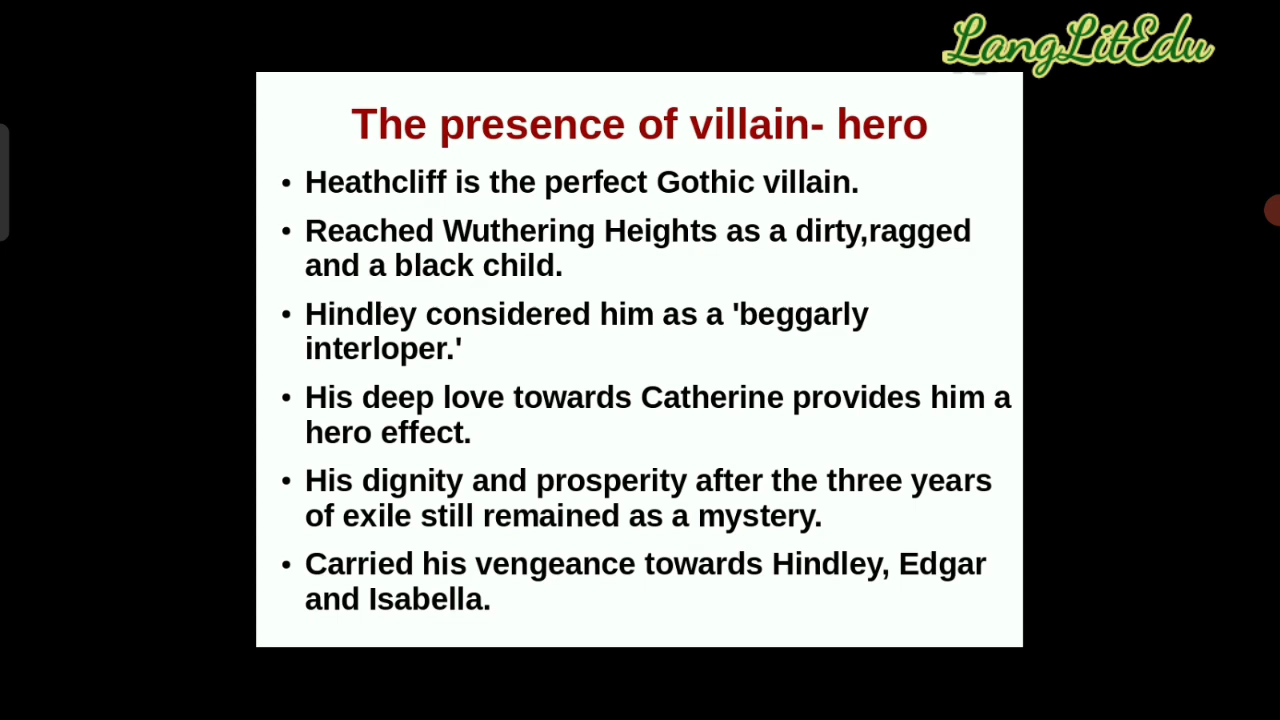 LangLitEdu
The presence of villain- hero
• Heathcliff is the perfect Gothic villain.
• Reached Wuthering Heights as a dirty,ragged
and a black child.
• Hindley considered him as a 'beggarly
interloper.'
• His deep love towards Catherine provides him a
hero effect.
• His dignity and prosperity after the three years
of exile still remained as a mystery.
• Carried his vengeance towards Hindley, Edgar
and Isabella.